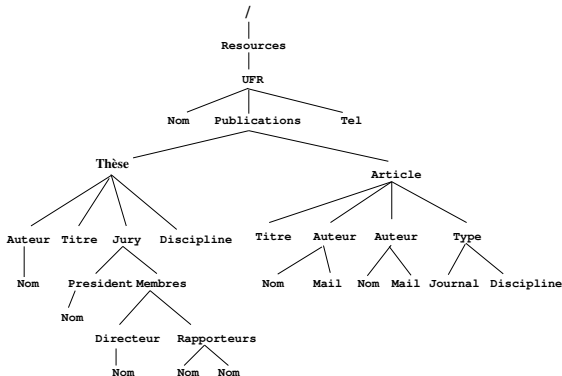 /
Resources
UFR
Nom Publications Tel
Thèse
Article
Auteur Titre Jury Discipline
Titre Auteur Auteur Type
Nom President Membres
Nom Mail Nom Mail Journal Discipline
Nom
Directeur Rapporteurs
Nom Nom Nom